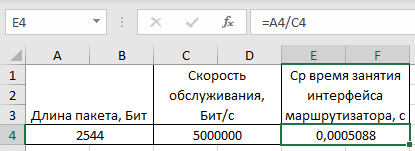 E4 =A4/C4
A B C D E F
1
2
3
4
Длина пакета, Бит
Скорость
обслуживания,
Бит/с
Ср время занятия
интерфейса
маршрутизатора, с
2544 5000000 0,0005088